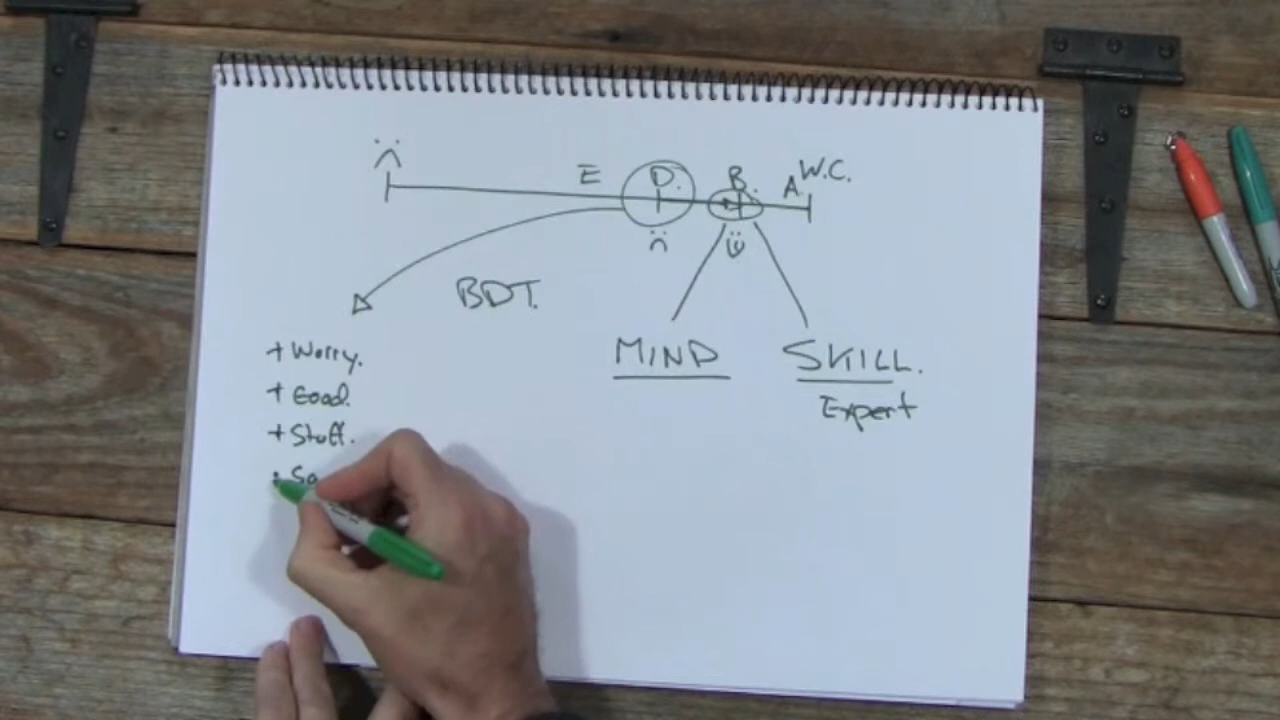 E D. B. A. W.C.
BDT.
MIND SKILL.
Expert
+ Worry.
+ Good.
+ Stuff.